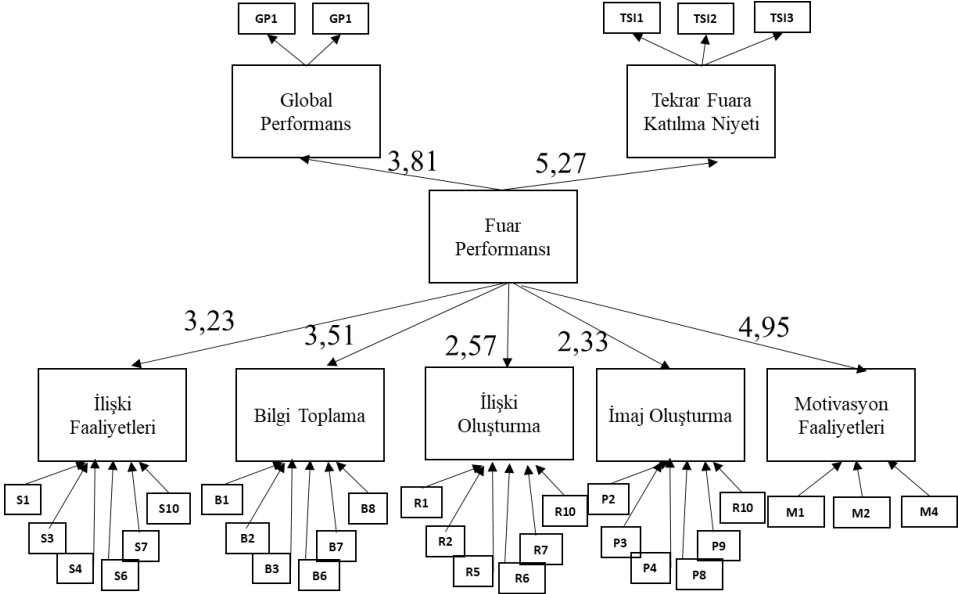 GP1
GP1
TSI1
TSI2
TSI3
Global
Performans
Tekrar Fuara
Katılma Niyeti
3,81
5,27
Fuar
Performansı
3,23
3,51
2,57
2,33
4,95
İlişki
Faaliyetleri
Bilgi Toplama
İlişki
Oluşturma
İmaj Oluşturma
Motivasyon
Faaliyetleri
S1
S3
S4
S6
S7
S10
B1
B2
B3
B6
B7
B8
R1
R2
R5
R6
R7
R10
P2
P3
P4
P8
P9
R10
M1
M2
M4